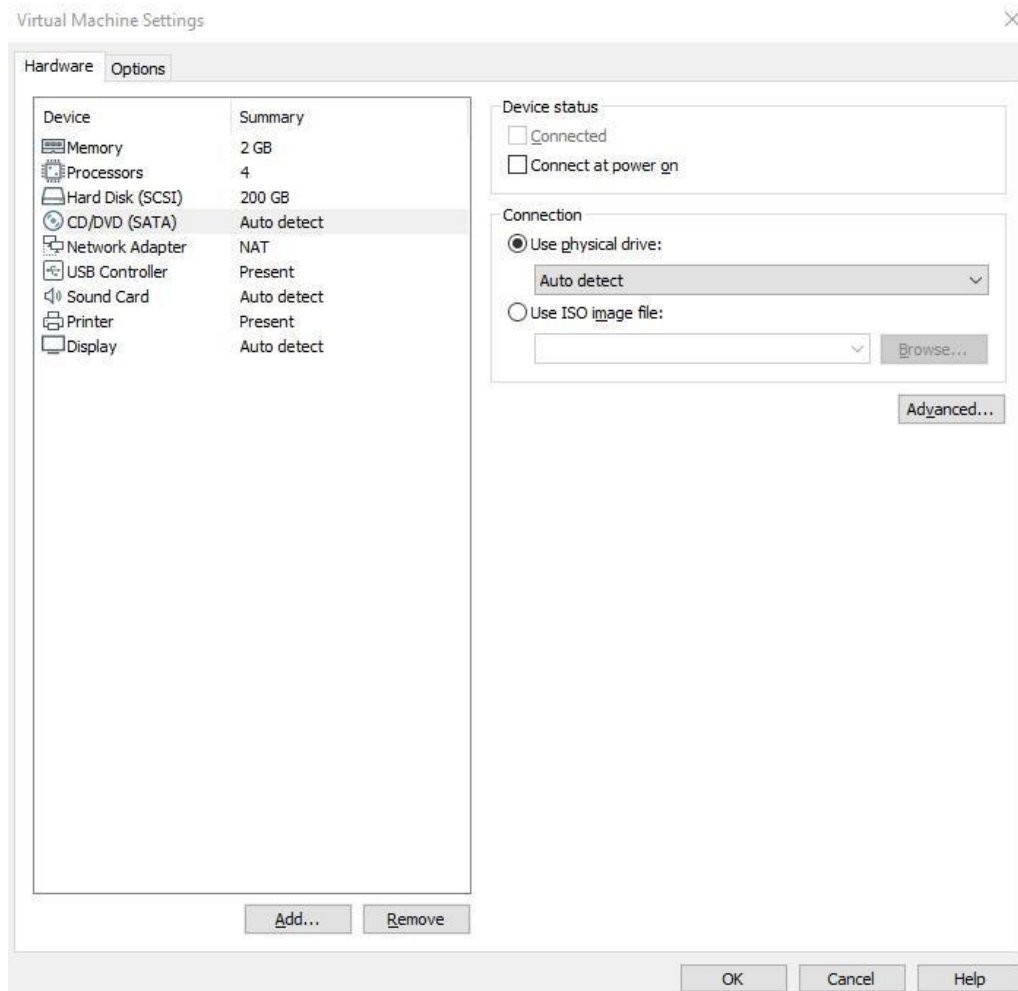 Virtual Machine Settings
Hardware Options
Device Summary
Memory 2 GB
Processors 4
Hard Disk (SCSI) 200 GB
CD/DVD (SATA) Auto detect
Network Adapter NAT
USB Controller Present
Sound Card Auto detect
Printer Present
Display Auto detect
Add... Remove
Device status
Connected
Connect at power on
Connection
Use physical drive:
Auto detect
Use ISO image file:
Browse...
Advanced...
OK Cancel Help